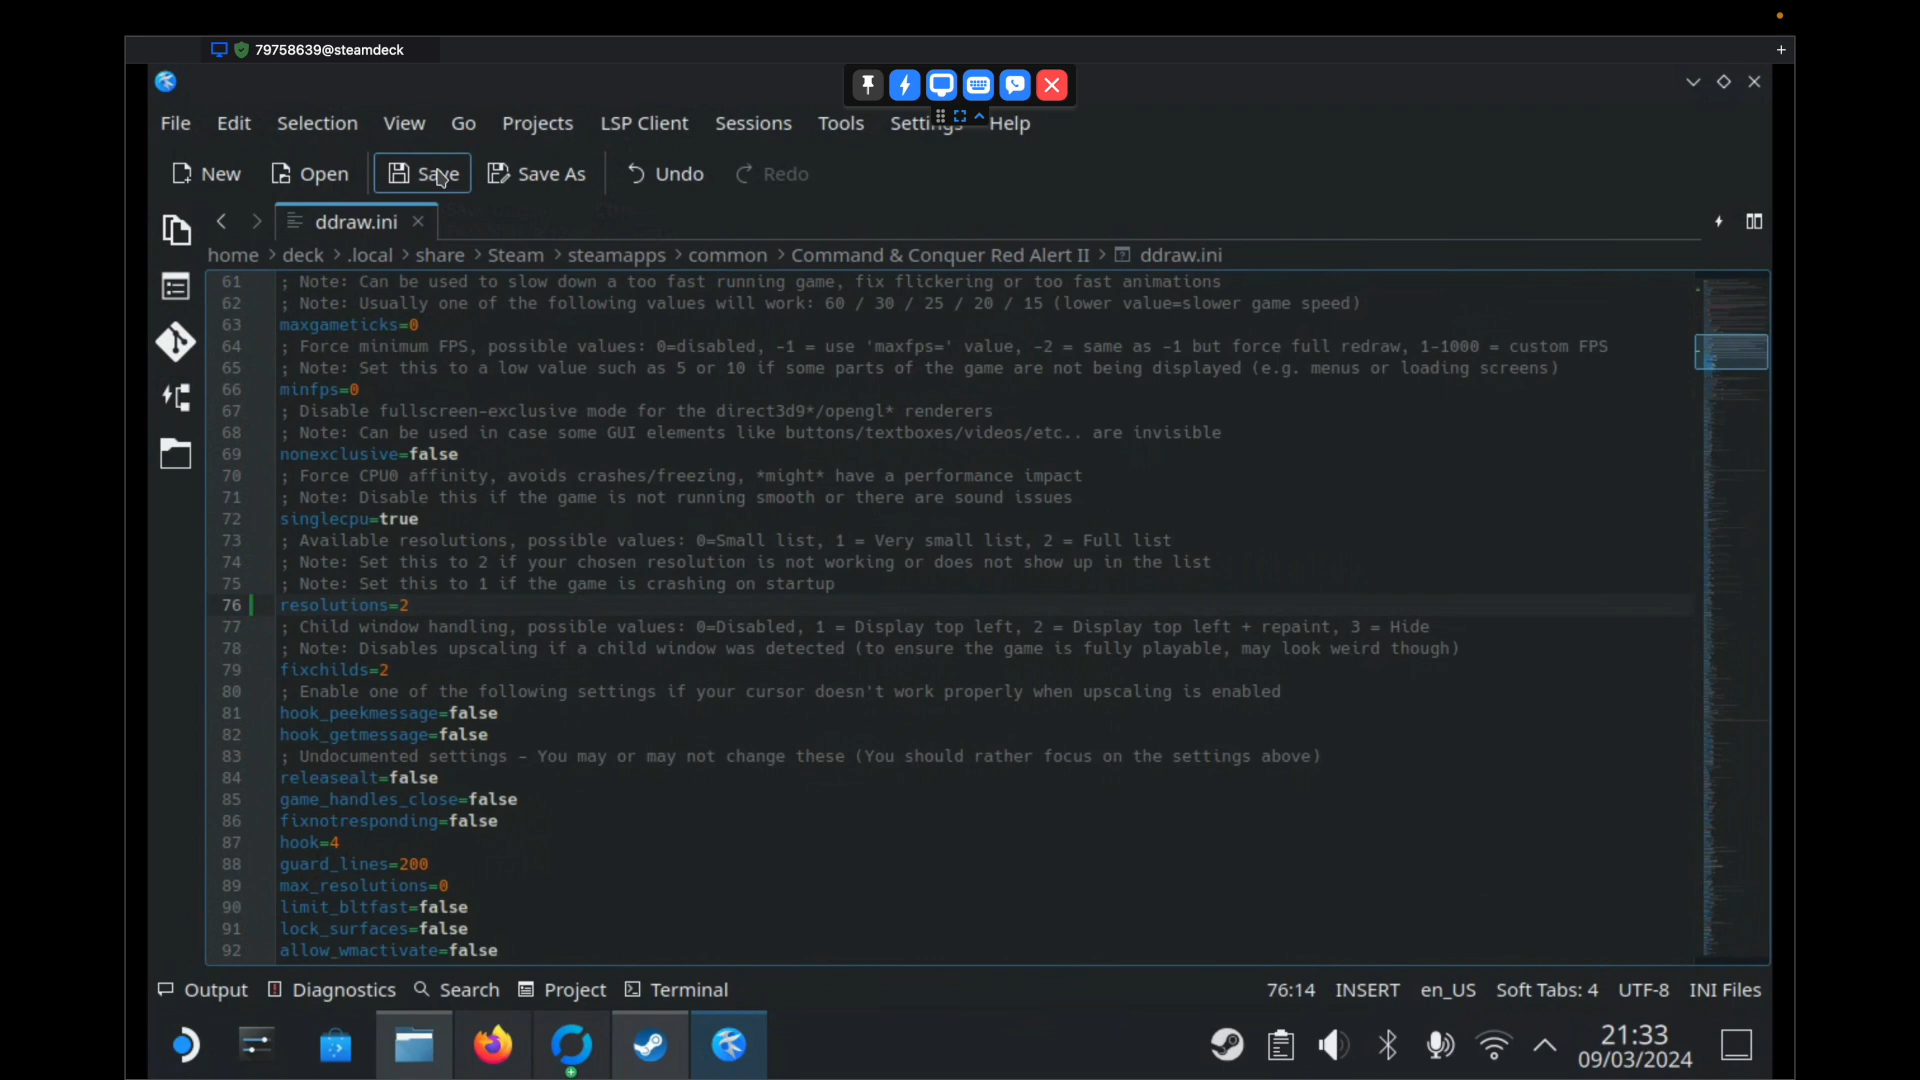 79758639@steamdeck
File Edit Selection View Go Projects LSP Client Sessions Tools Settings Help
New Open Save Save As Undo Redo
ddraw.ini
home > deck > .local > share > Steam > steamapps > common > Command & Conquer Red Alert II > ddraw.ini
61 ; Note: Can be used to slow down a too fast running game, fix flickering or too fast animations
62 ; Note: Usually one of the following values will work: 60 / 30 / 25 / 20 / 15 (lower value=slower game speed)
63 maxgameticks=0
64 ; Force minimum FPS, possible values: 0=disabled, -1 = use 'maxfps=' value, -2 = same as -1 but force full redraw, 1-1000 = custom FPS
65 ; Note: Set this to a low value such as 5 or 10 if some parts of the game are not being displayed (e.g. menus or loading screens)
66 minfps=0
67 ; Disable fullscreen-exclusive mode for the direct3d9*/opengl* renderers
68 ; Note: Can be used in case some GUI elements like buttons/textboxes/videos/etc.. are invisible
69 nonexclusive=false
70 ; Force CPU0 affinity, avoids crashes/freezing, *might* have a performance impact
71 ; Note: Disable this if the game is not running smooth or there are sound issues
72 singlecpu=true
73 ; Available resolutions, possible values: 0=Small list, 1 = Very small list, 2 = Full list
74 ; Note: Set this to 2 if your chosen resolution is not working or does not show up in the list
75 ; Note: Set this to 1 if the game is crashing on startup
76 resolutions=2
77 ; Child window handling, possible values: 0=Disabled, 1 = Display top left, 2 = Display top left + repaint, 3 = Hide
78 ; Note: Disables upscaling if a child window was detected (to ensure the game is fully playable, may look weird though)
79 fixchilds=2
80 ; Enable one of the following settings if your cursor doesn't work properly when upscaling is enabled
81 hook_peekmessage=false
82 hook_getmessage=false
83 ; Undocumented settings - You may or may not change these (You should rather focus on the settings above)
84 releasealt=false
85 game_handles_close=false
86 fixnotresponding=false
87 hook=4
88 guard_lines=200
89 max_resolutions=0
90 limit_bltfast=false
91 lock_surfaces=false
92 allow_wmactivate=false
Output Diagnostics Search Project Terminal 76:14 INSERT en_US Soft Tabs: 4 UTF-8 INI Files
21:33
09/03/2024